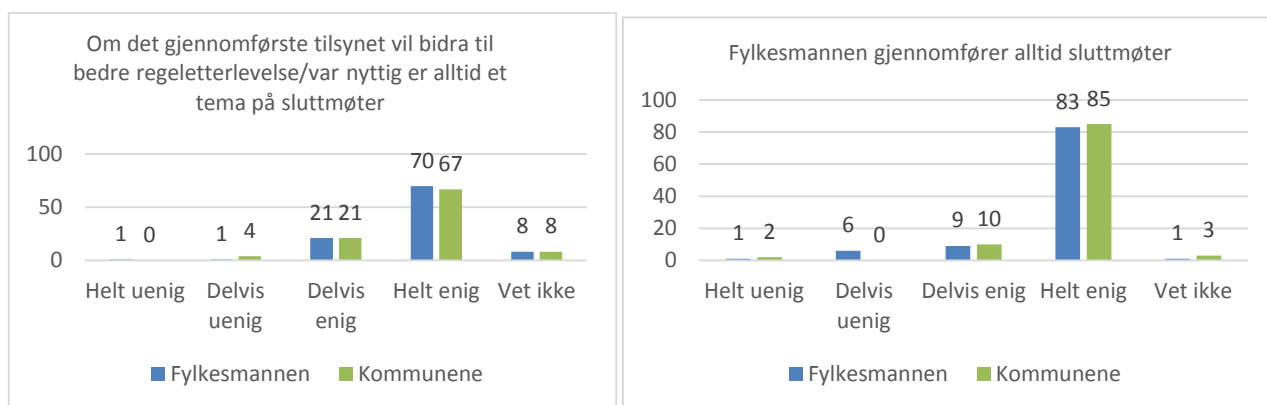 Om det gjennomførste tilsynet vil bidra til
bedre regeletterlevelse/var nyttig er alltid et
tema på sluttmøter
100
50
0
1 0
1 4
21 21
70 67
8 8
Helt uenig
Delvis
uenig
Delvis
enig
Helt enig
Vet ikke
Fylkesmannen
Kommunene
Fylkesmannen gjennomfører alltid sluttmøter
100
80
60
40
20
0
1 2
6 0
9 10
83 85
1 3
Helt uenig
Delvis
uenig
Delvis enig
Helt enig
Vet ikke
Fylkesmannen
Kommunene